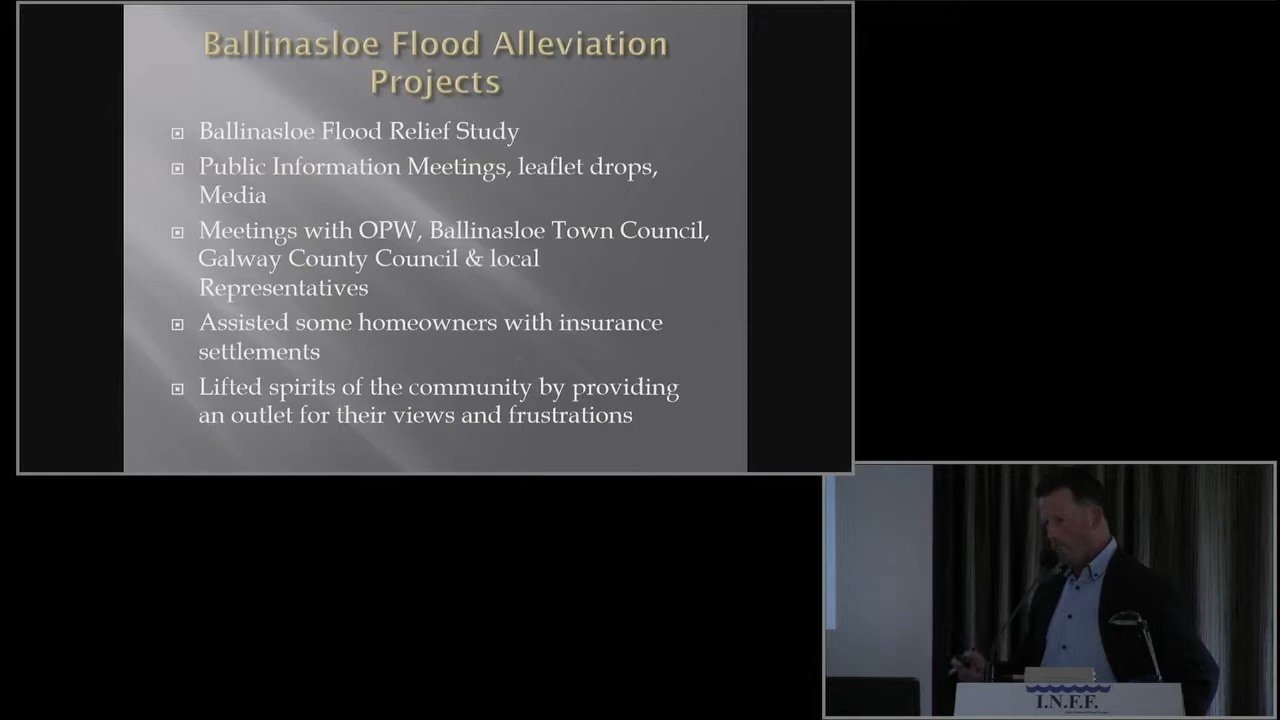 Ballinasloe Flood Alleviation
Projects
Ballinasloe Flood Relief Study
Public Information Meetings, leaflet drops,
Media
Meetings with OPW, Ballinasloe Town Council,
Galway County Council & local
Representatives
Assisted some homeowners with insurance
settlements
Lifted spirits of the community by providing
an outlet for their views and frustrations
I.N.F.F.